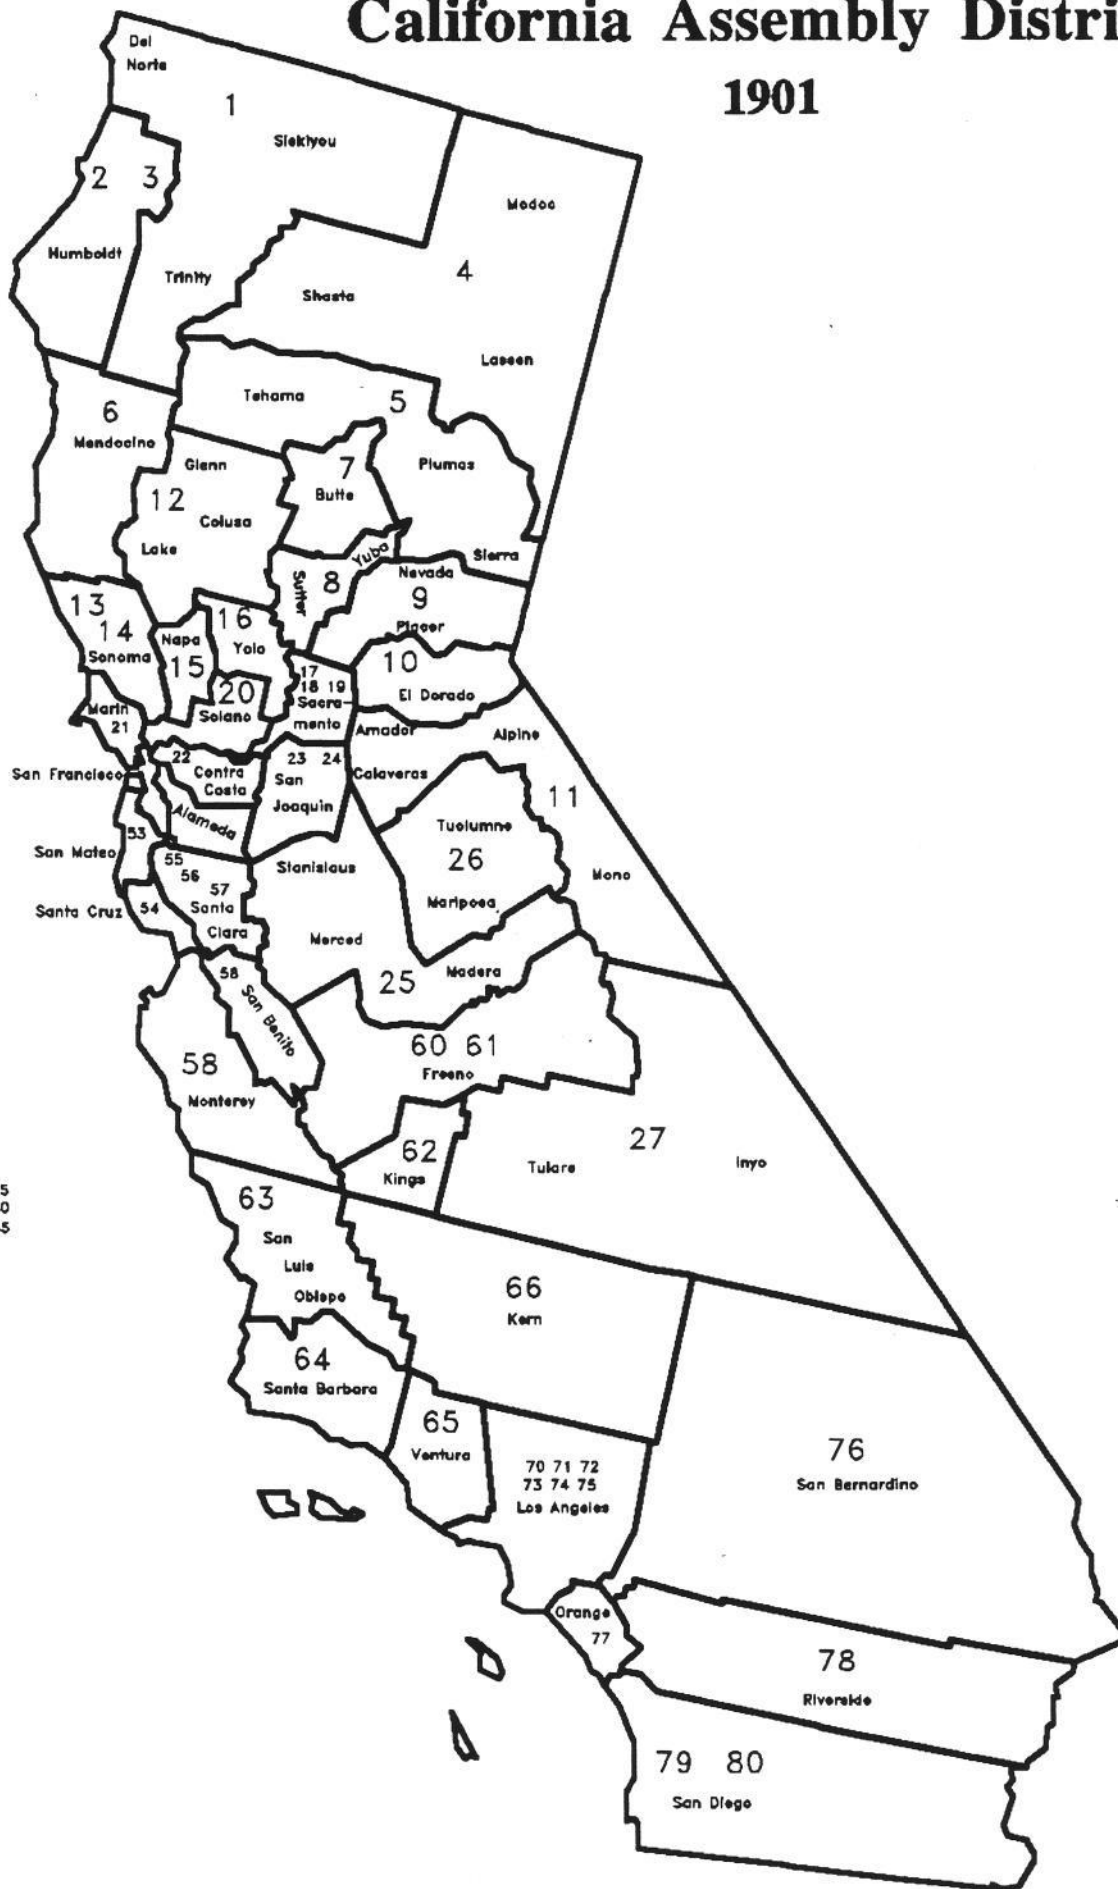 California Assembly Distri
1901
Del
Norte
1
Siskiyou
2 3
Modoc
Humboldt
Trinity
4
Shasta
Lassen
Tehama
5
6
Mendocino
Glenn
7
Plumas
Butte
12
Colusa
Lake
Yuba
Sierra
Sutter
8
Nevada
9
Placer
13
14
Sonoma
16
Yolo
Napa
15
10
El Dorado
17
18 19
Sacra
mento
20
Solano
Marin
21
Amador
Alpine
22
Contra
Costa
23 24
San
Joaquin
Calaveras
San Francisco
11
Alameda
53
San Mateo
Tuolumne
26
Mariposa
Mono
55
56
57
Santa
Clara
Stanislaus
54
Santa Cruz
Merced
Madera
25
58
San Benito
60 61
Fresno
58
Monterey
62
Kings
27
Tulare
Inyo
5
0
5
63
San
Luis
Obispo
66
Kern
64
Santa Barbara
65
Ventura
70 71 72
73 74 75
Los Angeles
76
San Bernardino
Orange
77
78
Riverside
79 80
San Diego